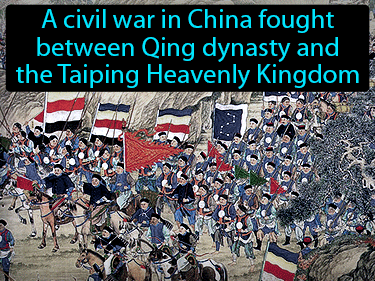 A civil war in China fought
between Qing dynasty and
the Taiping Heavenly Kingdom